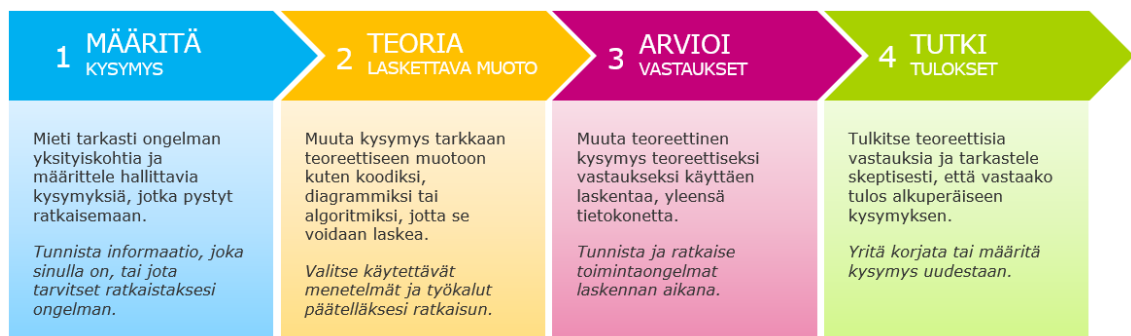 1 MÄÄRITÄ
KYSYMYS
Mieti tarkasti ongelman
yksityiskohtia ja
määrittele hallittavia
kysymyksiä, jotka pystyt
ratkaisemaan.
Tunnista informaatio, joka
sinulla on, tai jota
tarvitset ratkaistaksesi
ongelman.
2 TEORIA
LASKETTAVA MUOTO
Muuta kysymys tarkkaan
teoreettiseen muotoon
kuten koodiksi,
diagrammiksi tai
algoritmiksi, jotta se
voidaan laskea.
Valitse käytettävät
menetelmät ja työkalut
päätelläksesi ratkaisun.
3 ARVIOI
VASTAUKSET
Muuta teoreettinen
kysymys teoreettiseksi
vastaukseksi käyttäen
laskentaa, yleensä
tietokonetta.
Tunnista ja ratkaise
toimintaongelmat
laskennan aikana.
4 TUTKI
TULOKSET
Tulkitse teoreettisia
vastauksia ja tarkastele
skeptisesti, että vastaako
tulos alkuperäiseen
kysymyksen.
Yritä korjata tai määritä
kysymys uudestaan.